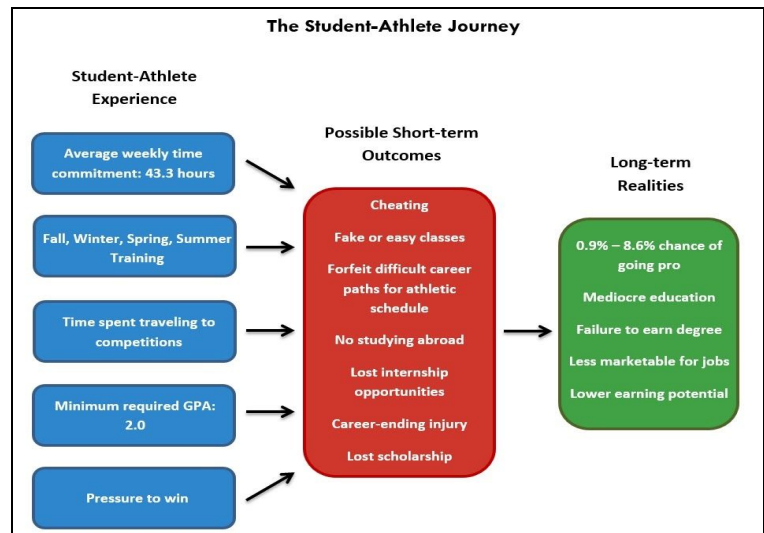 The Student-Athlete Journey
Student-Athlete
Experience
Average weekly time
commitment: 43.3 hours
Fall, Winter, Spring, Summer
Training
Time spent traveling to
competitions
Minimum required GPA:
2.0
Pressure to win
Possible Short-term
Outcomes
Cheating
Fake or easy classes
Forfeit difficult career
paths for athletic
schedule
No studying abroad
Lost internship
opportunities
Career-ending injury
Lost scholarship
Long-term
Realities
0.9% – 8.6% chance of
going pro
Mediocre education
Failure to earn degree
Less marketable for jobs
Lower earning potential